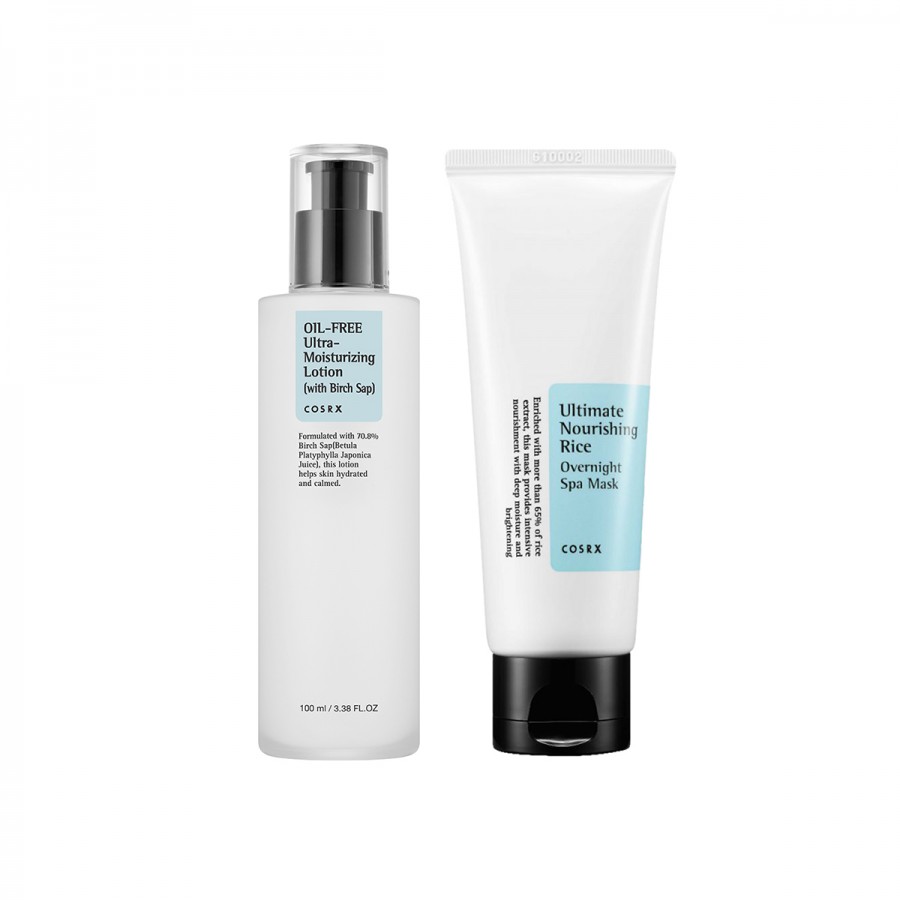 OIL-FREE
Ultra-
Moisturizing
Lotion
(with Birch Sap)
COSRX
Formulated with 70.8%
Birch Sap(Betula
Platyphylla Japonica
Juice), this lotion
helps skin hydrated
and calmed.
100 ml / 3.38 FL.OZ
G10002
Ultimate
Nourishing
Rice
Overnight
Spa Mask
COSRX
Enriched with more than 65% of rice
extract, this mask provides intensive
nourishment with deep moisture and
brightening